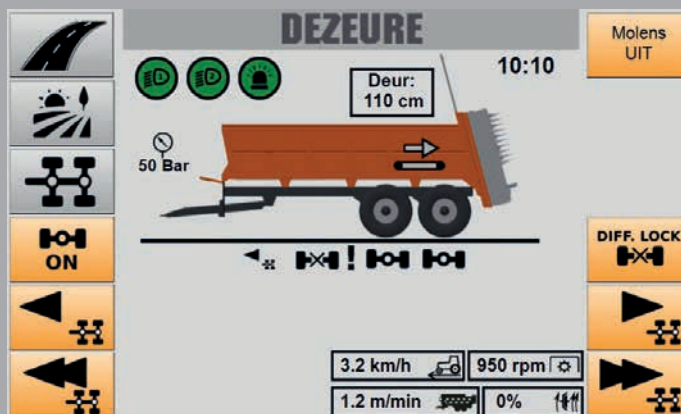 DEZEURE
Molens
UIT
10:10
Deur:
110 cm
50 Bar
ON
DIFF. LOCK
!
3.2 km/h
950 rpm
1.2 m/min
0%